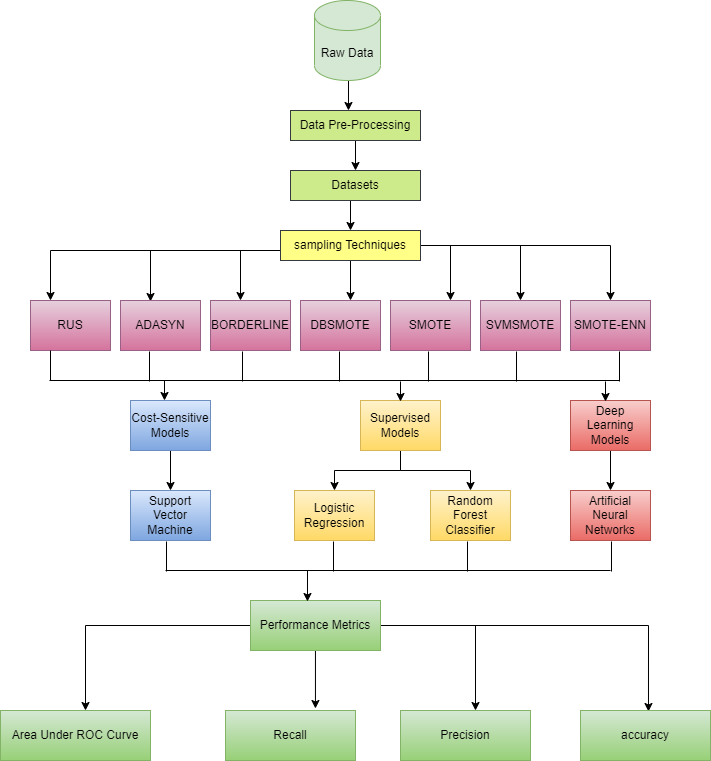 Raw Data
Data Pre-Processing
Datasets
sampling Techniques
RUS
ADASYN
BORDERLINE
DBSMOTE
SMOTE
SVMSMOTE
SMOTE-ENN
Cost-Sensitive
Models
Supervised
Models
Deep
Learning
Models
Support
Vector
Machine
Logistic
Regression
Random
Forest
Classifier
Artificial
Neural
Networks
Performance Metrics
Area Under ROC Curve
Recall
Precision
accuracy